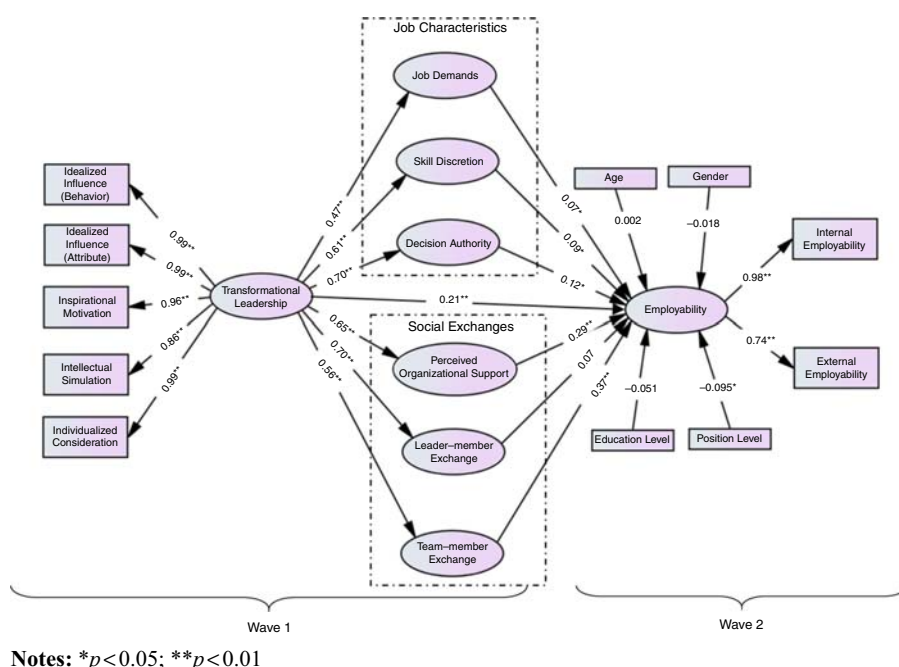 Job Characteristics
Job Demands
Skill Discretion
Decision Authority
Idealized
Influence
(Behavior)
Idealized
Influence
(Attribute)
Inspirational
Motivation
Intellectual
Simulation
Individualized
Consideration
0.99**
0.99**
0.96**
0.86**
0.99**
Transformational
Leadership
0.47**
0.61**
0.70**
0.21**
0.65**
0.70**
0.56**
Social Exchanges
Perceived
Organizational Support
Leader–member
Exchange
Team–member
Exchange
0.07*
0.09*
0.12*
0.29**
0.07
0.37**
Age
0.002
Gender
–0.018
Employability
–0.051
Education Level
–0.095*
Position Level
0.98**
0.74**
Internal
Employability
External
Employability
Wave 1
Wave 2
Notes: *p<0.05; **p<0.01